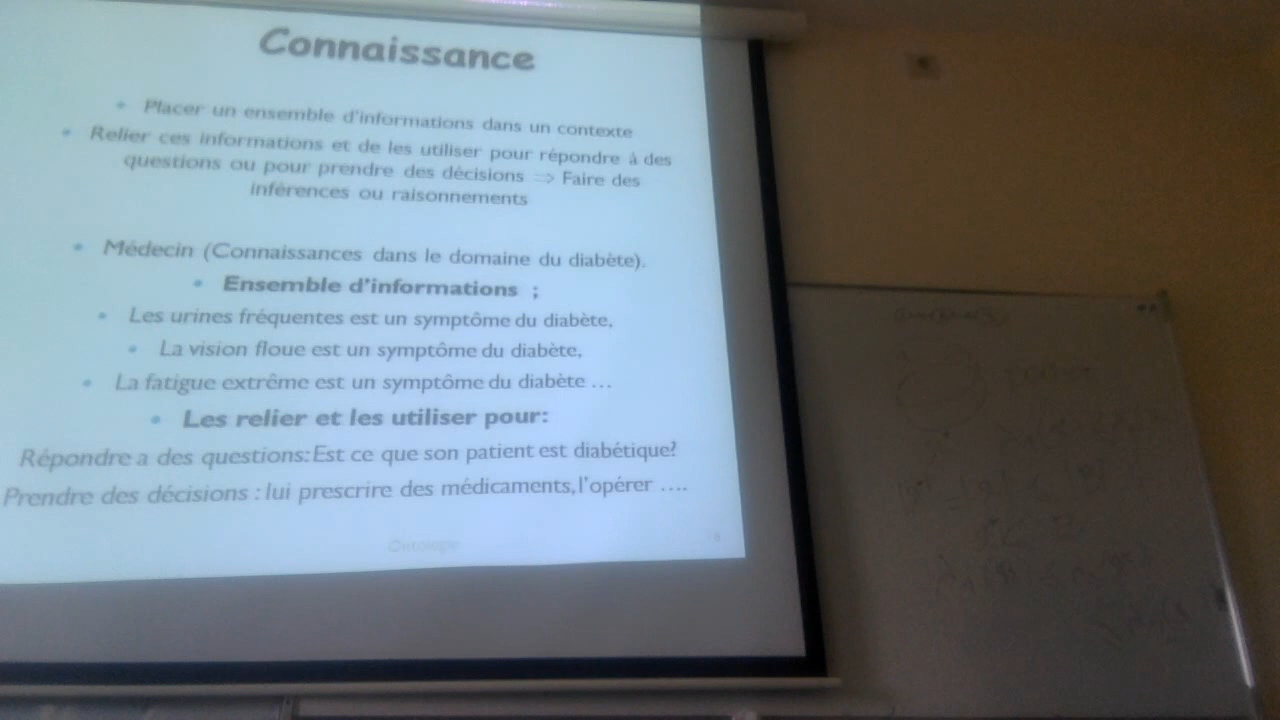 Connaissance
• Placer un ensemble d'informations dans un contexte
• Relier ces informations et de les utiliser pour répondre à des
questions ou pour prendre des décisions ⇒ Faire des
inférences ou raisonnements
• Médecin (Connaissances dans le domaine du diabète).
• Ensemble d'informations ;
• Les urines fréquentes est un symptôme du diabète,
• La vision floue est un symptôme du diabète,
• La fatigue extrême est un symptôme du diabète ...
• Les relier et les utiliser pour:
Répondre a des questions: Est ce que son patient est diabétique?
Prendre des décisions : lui prescrire des médicaments, l'opérer ....
Ontologie